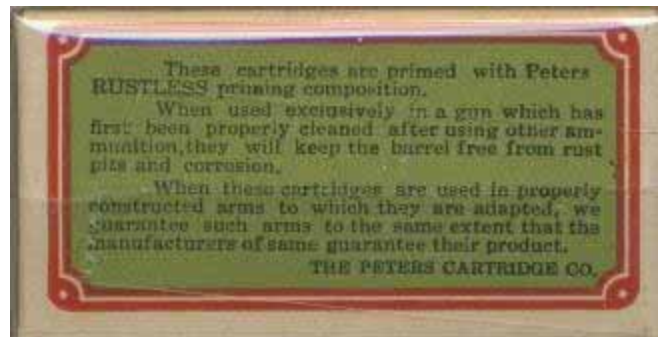 These cartridges are primed with Peters
RUSTLESS priming composition.
When used exclusively in a gun which has
first been properly cleaned after using other am-
munition, they will keep the barrel free from rust
pits and corrosion.
When these cartridges are used in properly
constructed arms to which they are adapted, we
guarantee such arms to the same extent that the
manufacturers of same guarantee their product.
THE PETERS CARTRIDGE CO.